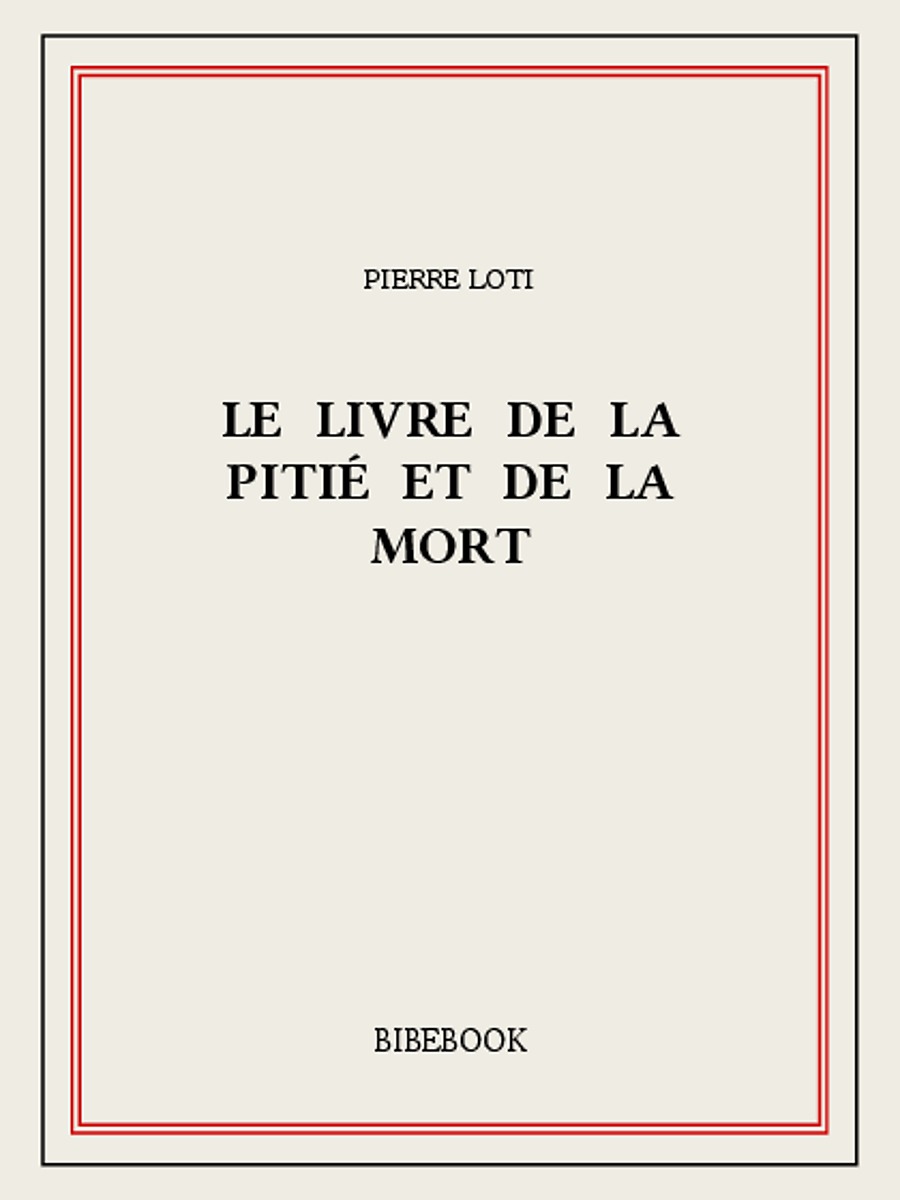 PIERRE LOTI
LE LIVRE DE LA
PITIÉ ET DE LA
MORT
BIBEBOOK